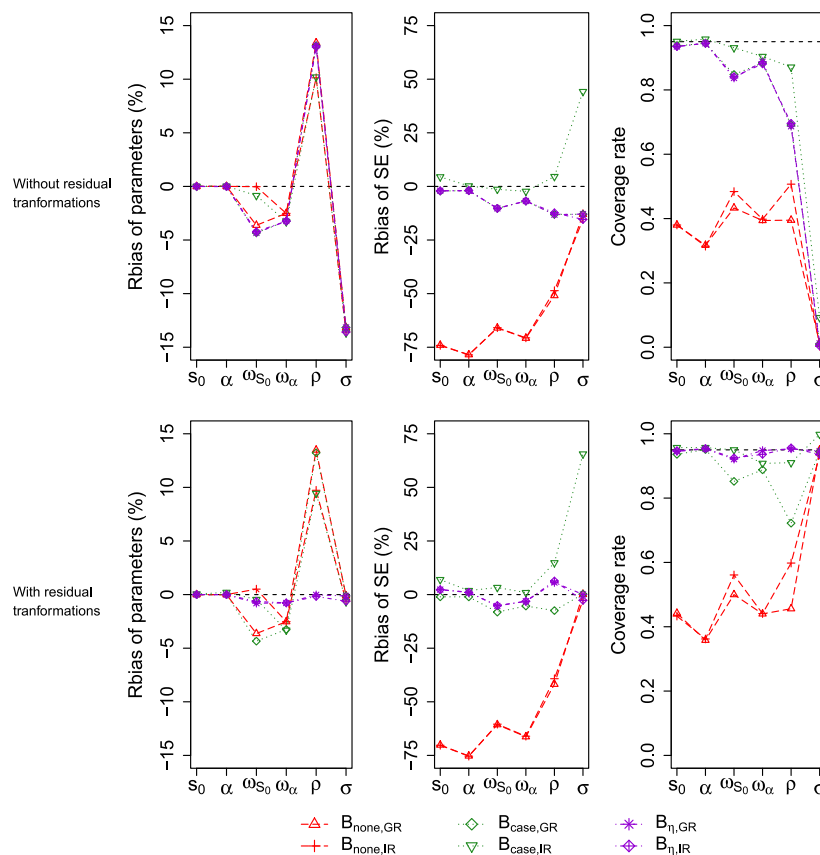 Without residual
tranformations
Rbias of parameters (%)
15
10
5
0
−5
−10
−15
s₀ α ωS₀ ωα ρ σ
Rbias of SE (%)
75
50
25
0
−25
−50
−75
s₀ α ωS₀ ωα ρ σ
Coverage rate
1.0
0.8
0.6
0.4
0.2
0.0
s₀ α ωS₀ ωα ρ σ
With residual
tranformations
Rbias of parameters (%)
15
10
5
0
−5
−10
−15
s₀ α ωS₀ ωα ρ σ
Rbias of SE (%)
75
50
25
0
−25
−50
−75
s₀ α ωS₀ ωα ρ σ
Coverage rate
1.0
0.8
0.6
0.4
0.2
0.0
s₀ α ωS₀ ωα ρ σ
Bnone,GR Bcase,GR Bη,GR
Bnone,IR Bcase,IR Bη,IR